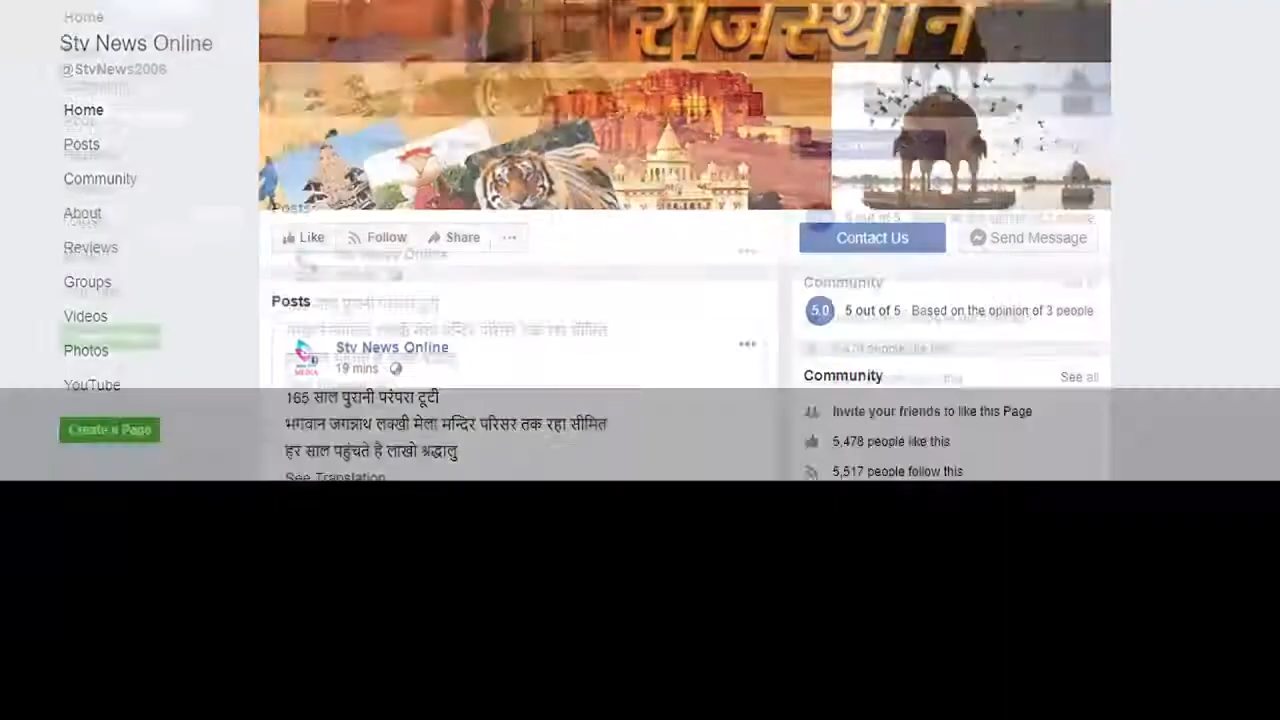 राजस्थान
Home
Stv News Online
@StvNews2006
Home
Posts
Community
About
Reviews
Groups
Videos
Photos
YouTube
Create a Page
Like
Follow
Share
Contact Us
Send Message
Posts
Stv News Online
19 mins
165 साल पुरानी परंपरा टूटी
भगवान जगन्नाथ लक्खी मेला मन्दिर परिसर तक रहा सीमित
हर साल पहुंचते है लाखो श्रद्धालु
See Translation
5.0
5 out of 5 · Based on the opinion of 3 people
Community
See all
Invite your friends to like this Page
5,478 people like this
5,517 people follow this